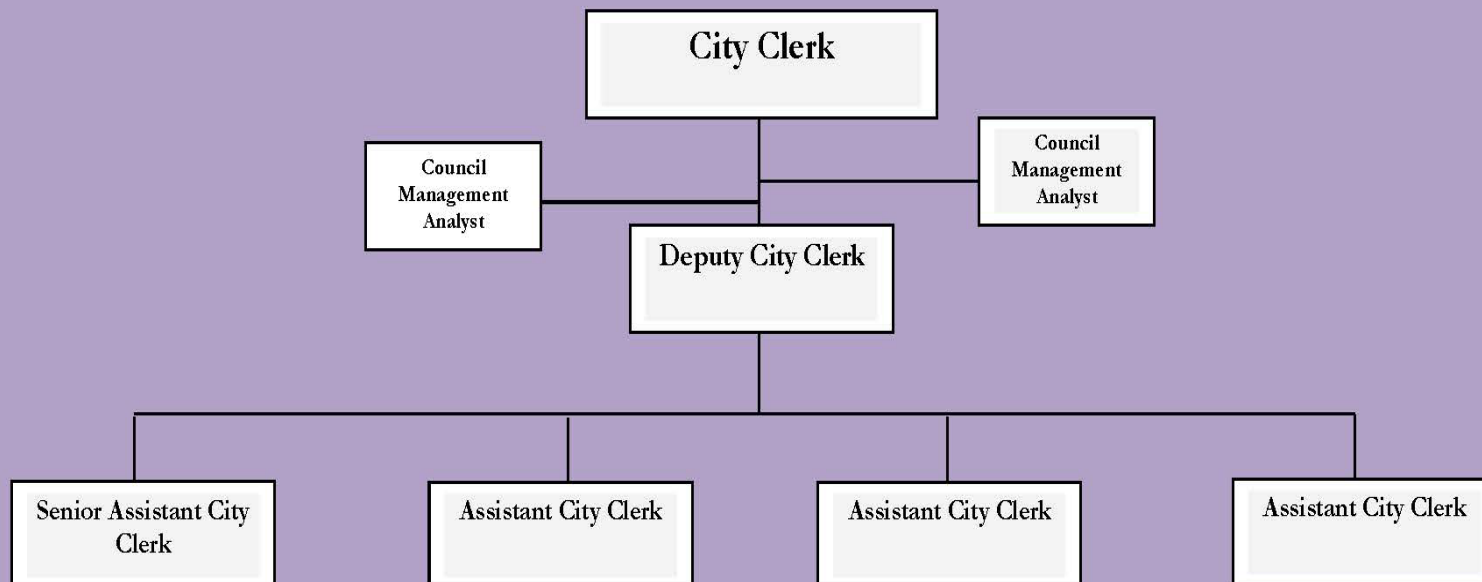 City Clerk
Council
Management
Analyst
Council
Management
Analyst
Deputy City Clerk
Senior Assistant City
Clerk
Assistant City Clerk
Assistant City Clerk
Assistant City Clerk